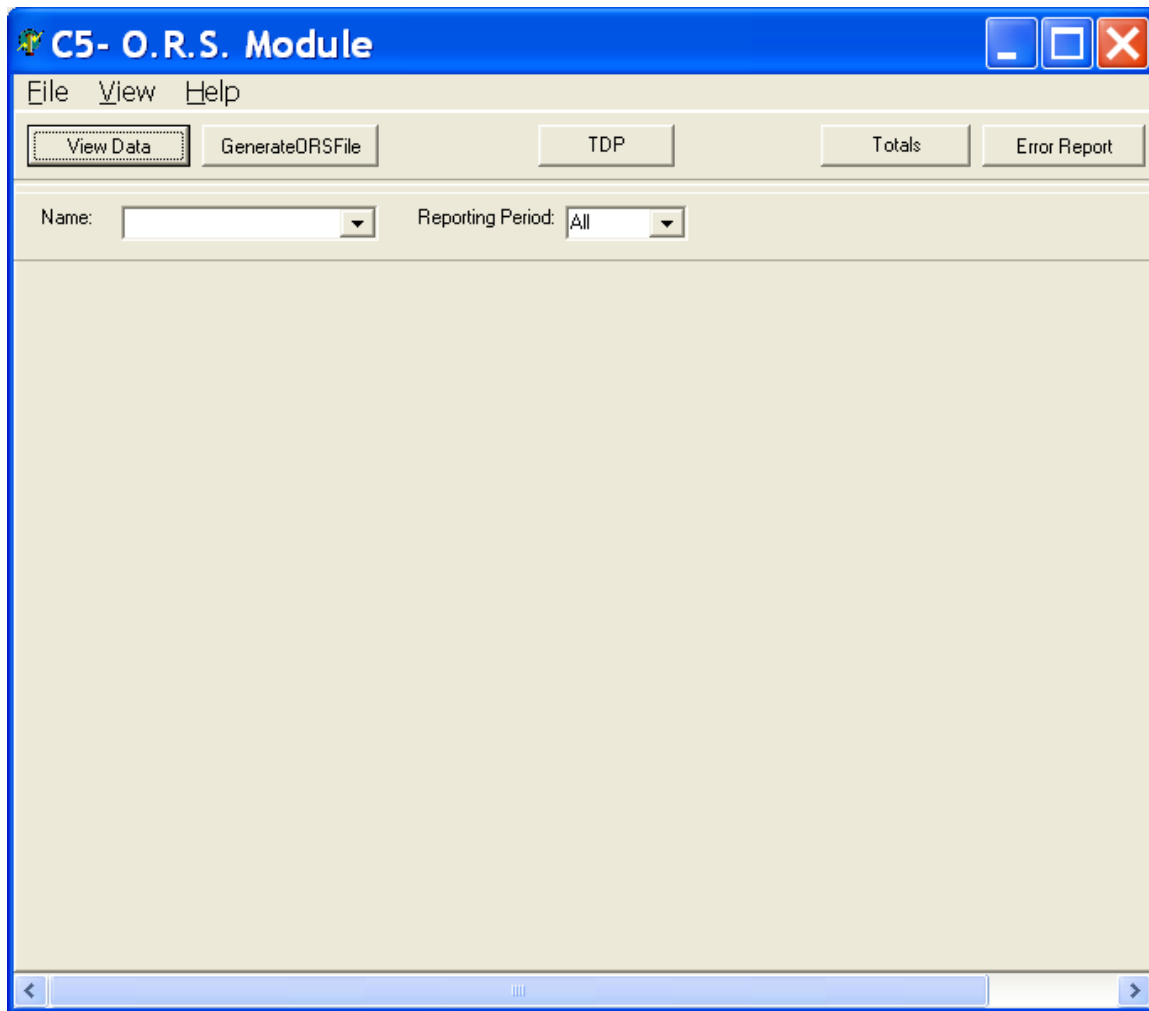 C5- O.R.S. Module
File View Help
View Data GenerateORSFile TDP Totals Error Report
Name: Reporting Period: All